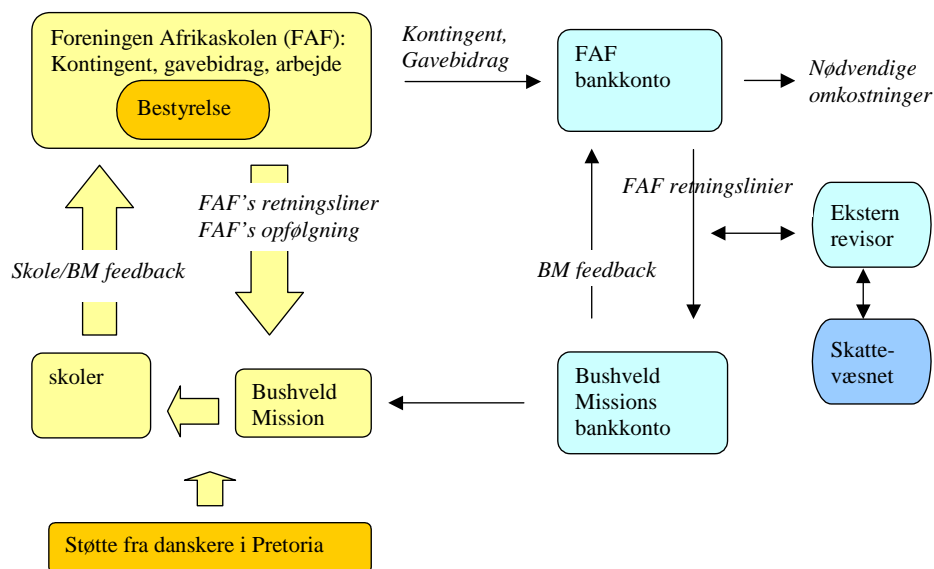 Foreningen Afrikaskolen (FAF):
Kontingent, gavebidrag, arbejde
Bestyrelse
Kontingent,
Gavebidrag
FAF
bankkonto
Nødvendige
omkostninger
FAF's retningsliner
FAF's opfølgning
FAF retningslinier
Skole/BM feedback
BM feedback
Ekstern
revisor
skoler
Bushveld
Mission
Bushveld
Missions
bankkonto
Skatte-
væsnet
Støtte fra danskere i Pretoria